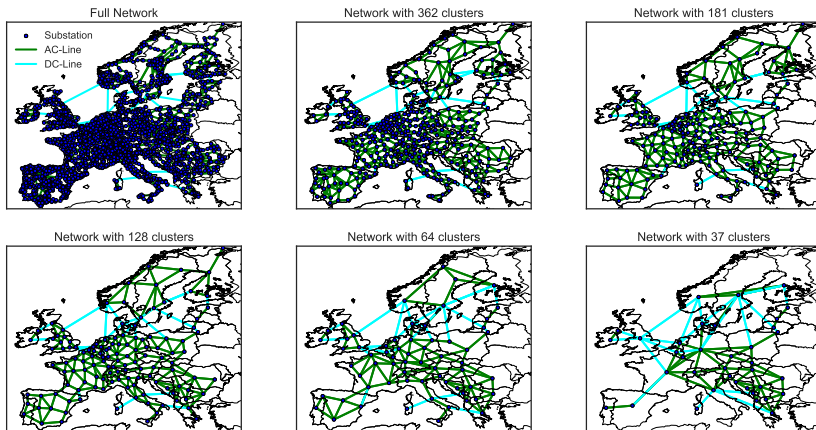 Full Network
Network with 362 clusters
Network with 181 clusters
Substation
AC-Line
DC-Line
Network with 128 clusters
Network with 64 clusters
Network with 37 clusters